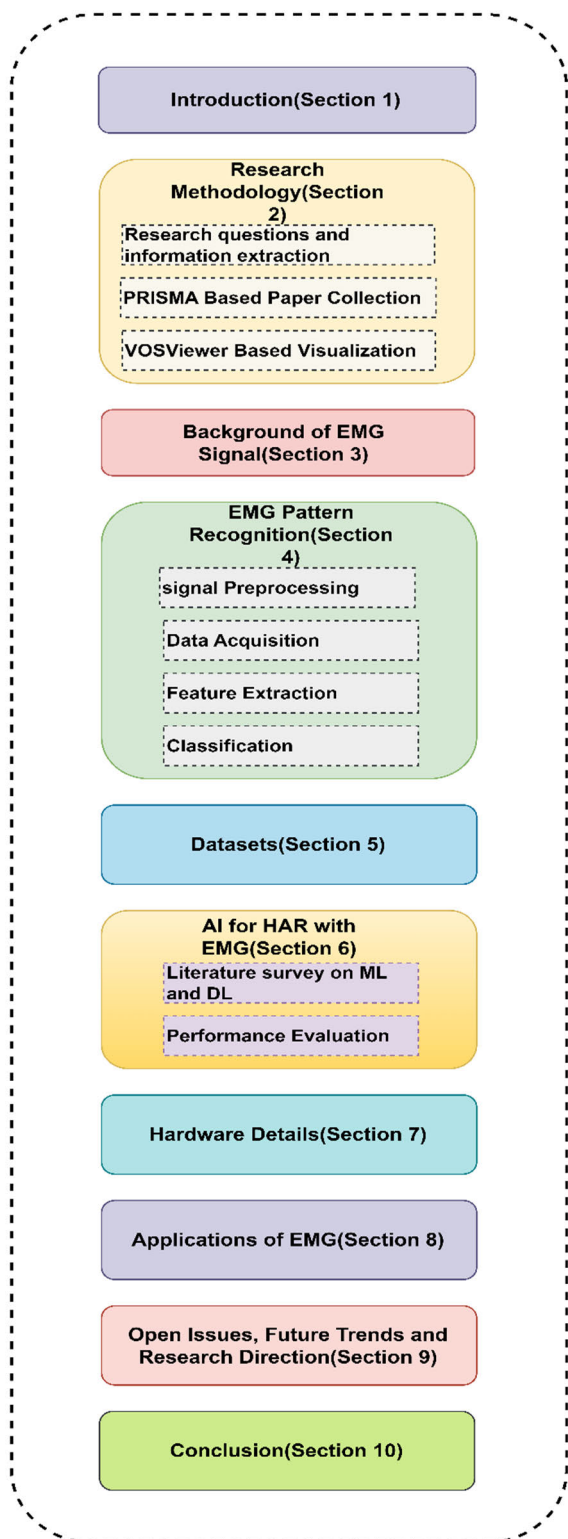 Introduction(Section 1)
Research
Methodology(Section
2)
Research questions and
information extraction
PRISMA Based Paper Collection
VOSViewer Based Visualization
Background of EMG
Signal(Section 3)
EMG Pattern
Recognition(Section
4)
signal Preprocessing
Data Acquisition
Feature Extraction
Classification
Datasets(Section 5)
AI for HAR with
EMG(Section 6)
Literature survey on ML
and DL
Performance Evaluation
Hardware Details(Section 7)
Applications of EMG(Section 8)
Open Issues, Future Trends and
Research Direction(Section 9)
Conclusion(Section 10)